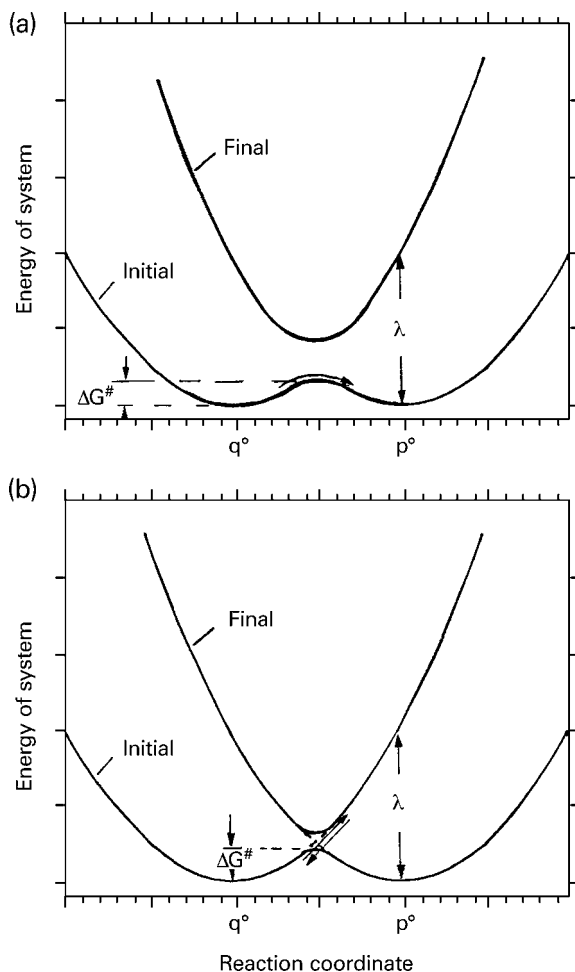 (a)
Energy of system
Final
Initial
λ
ΔG#
q°
p°
(b)
Energy of system
Final
Initial
λ
ΔG#
q°
p°
Reaction coordinate